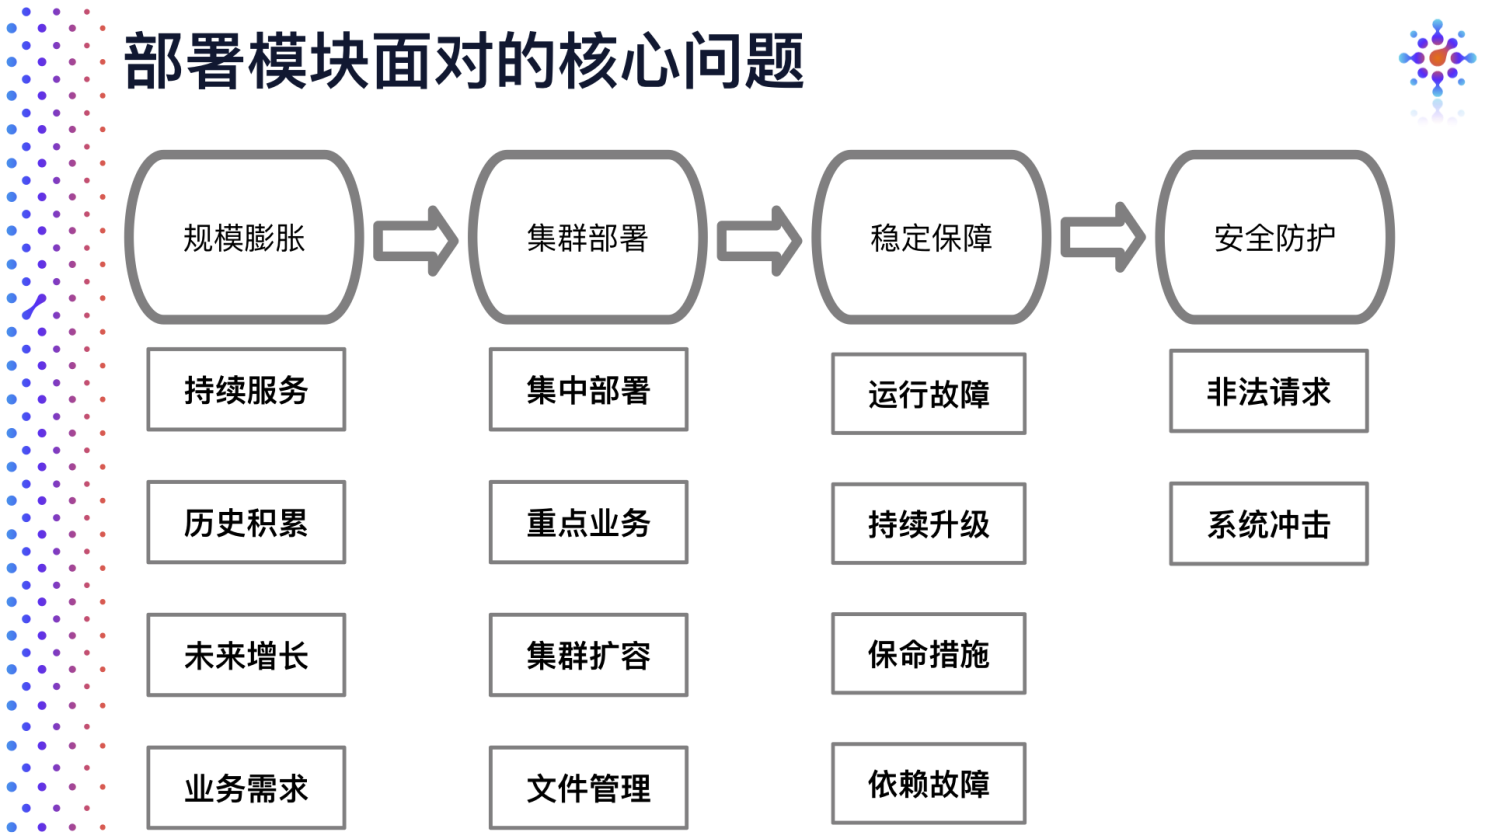 部署模块面对的核心问题
规模膨胀
集群部署
稳定保障
安全防护
持续服务
集中部署
运行故障
非法请求
历史积累
重点业务
持续升级
系统冲击
未来增长
集群扩容
保命措施
业务需求
文件管理
依赖故障